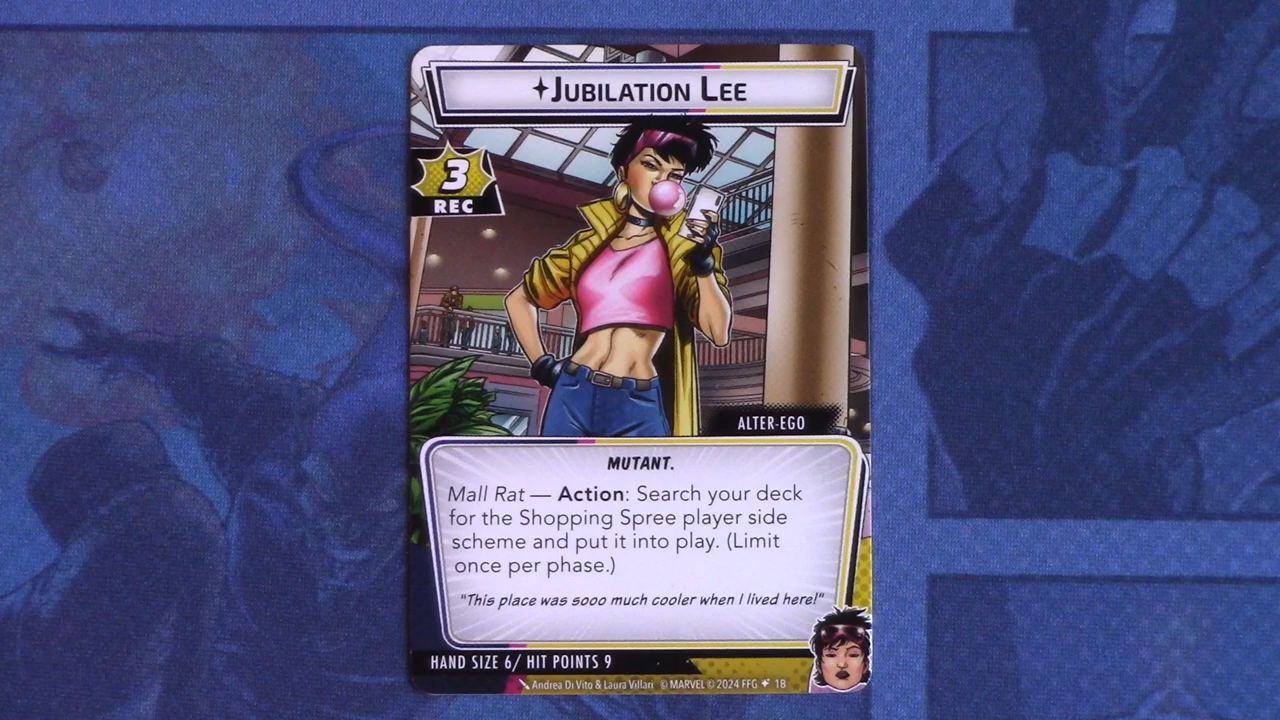 JUBILATION LEE
3
REC
ALTER-EGO
MUTANT.
Mall Rat — Action: Search your deck
for the Shopping Spree player side
scheme and put it into play. (Limit
once per phase.)
"This place was sooo much cooler when I lived here!"
HAND SIZE 6/ HIT POINTS 9
Andrea Di Vito & Laura Villari © MARVEL © 2024 FFG 1B